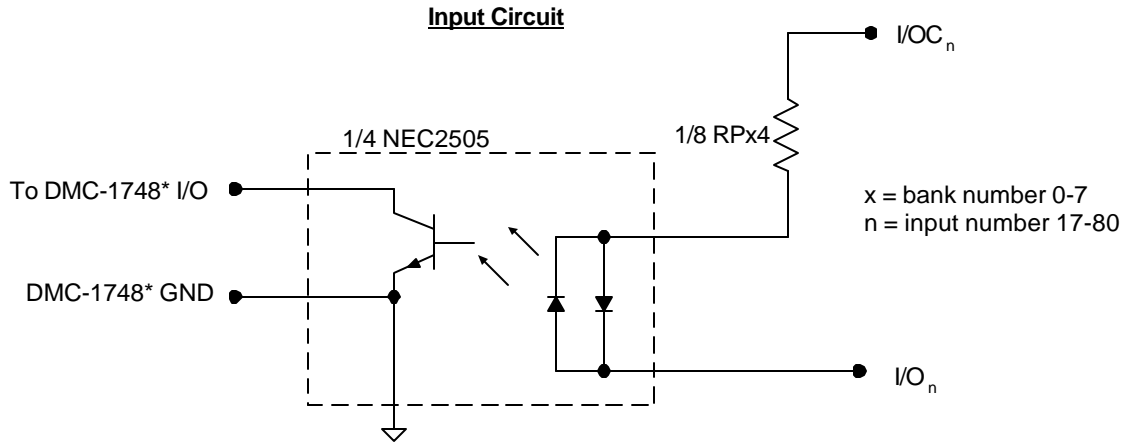 Input Circuit
I/OCₙ
1/8 RPx4
1/4 NEC2505
To DMC-1748* I/O
x = bank number 0-7
n = input number 17-80
DMC-1748* GND
I/Oₙ